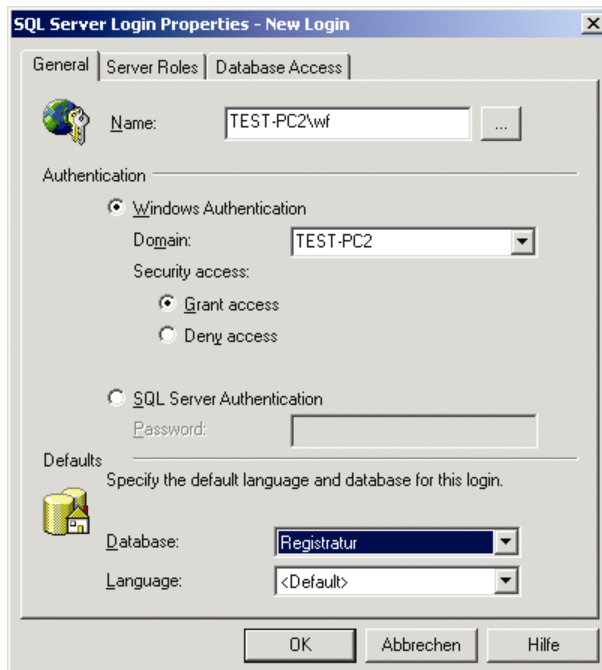 SQL Server Login Properties - New Login
General Server Roles Database Access
Name: TEST-PC2\wf ...
Authentication
Windows Authentication
Domain: TEST-PC2
Security access:
Grant access
Deny access
SQL Server Authentication
Password:
Defaults
Specify the default language and database for this login.
Database: Registratur
Language: <Default>
OK Abbrechen Hilfe